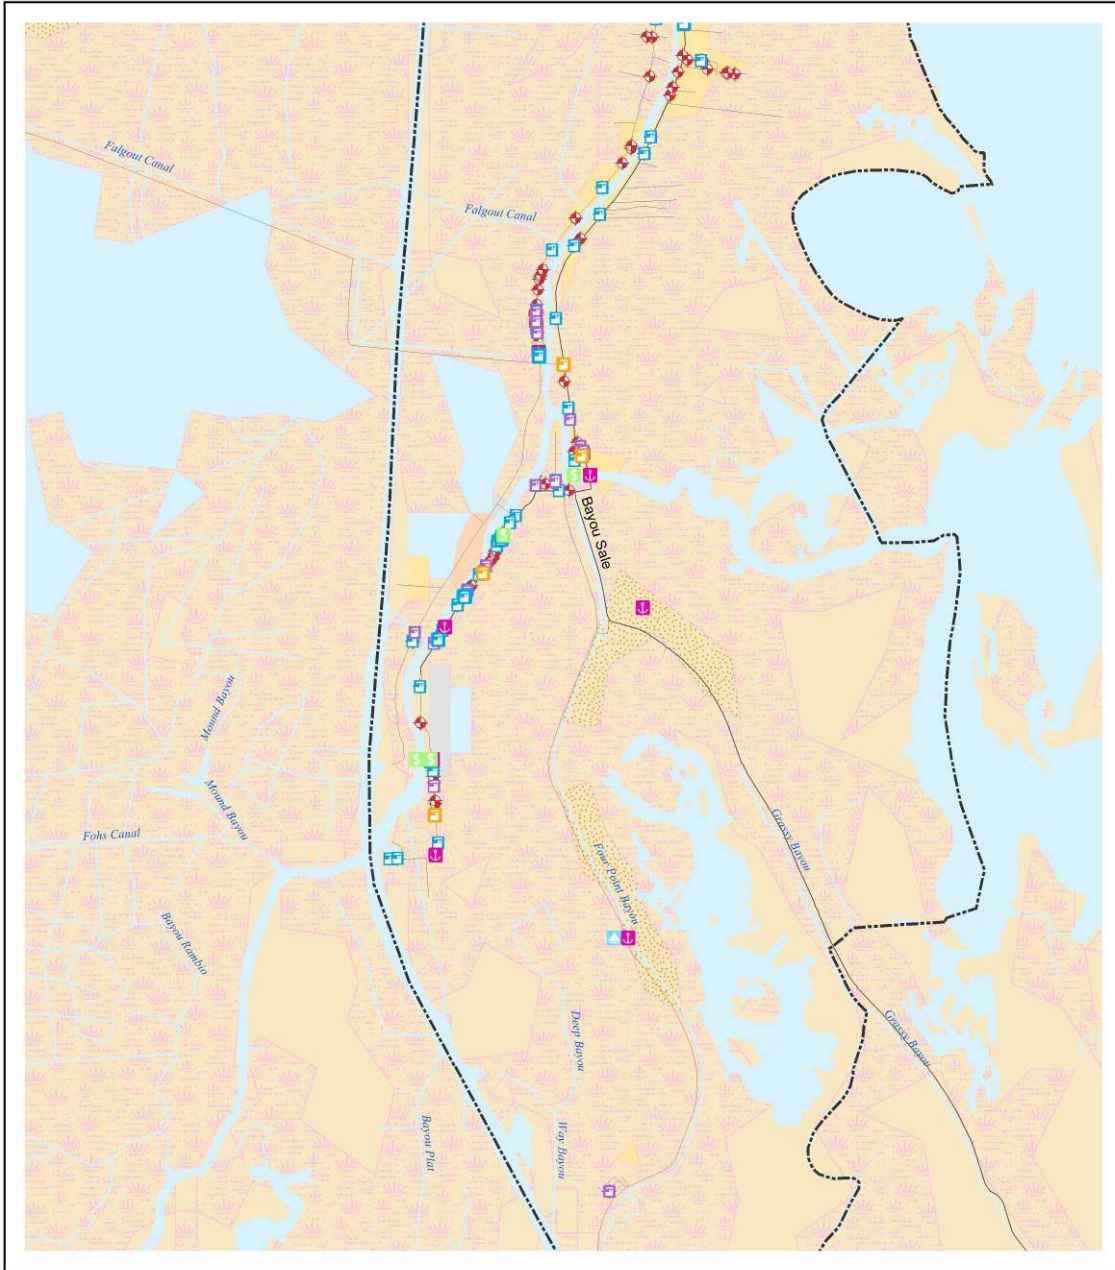 Falgout Canal
Falgout Canal
Bayou Sale
Mound Bayou
Mound Bayou
Fohs Canal
Grassy Bayou
Four Point Bayou
Bayou Rambio
Deep Bayou
Grassy Bayou
Bayou Plat
Way Bayou